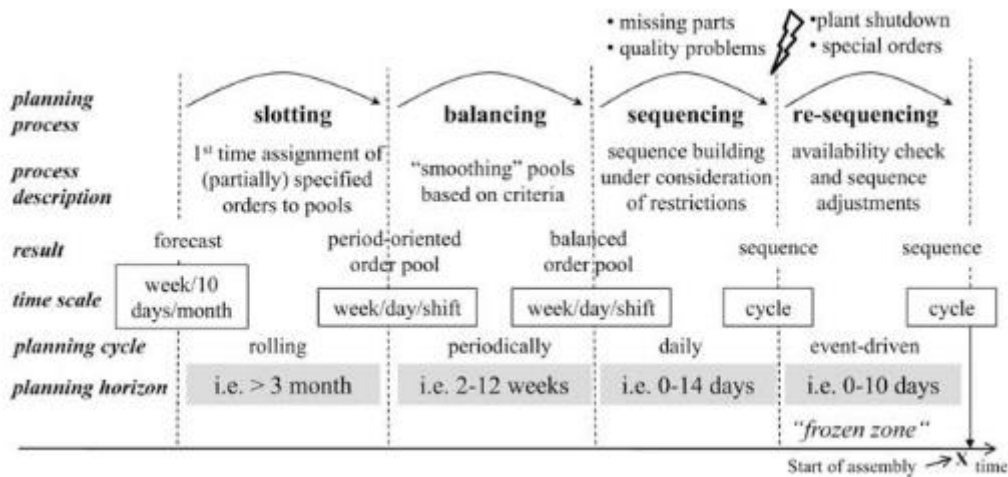 • missing parts
• quality problems
• plant shutdown
• special orders
planning process
slotting
balancing
sequencing
re-sequencing
process description
1st time assignment of
(partially) specified
orders to pools
“smoothing” pools
based on criteria
sequence building
under consideration
of restrictions
availability check
and sequence
adjustments
result
forecast
period-oriented
order pool
balanced
order pool
sequence
sequence
time scale
week/10
days/month
week/day/shift
week/day/shift
cycle
cycle
planning cycle
rolling
periodically
daily
event-driven
planning horizon
i.e. > 3 month
i.e. 2-12 weeks
i.e. 0-14 days
i.e. 0-10 days
"frozen zone"
Start of assembly
X
time